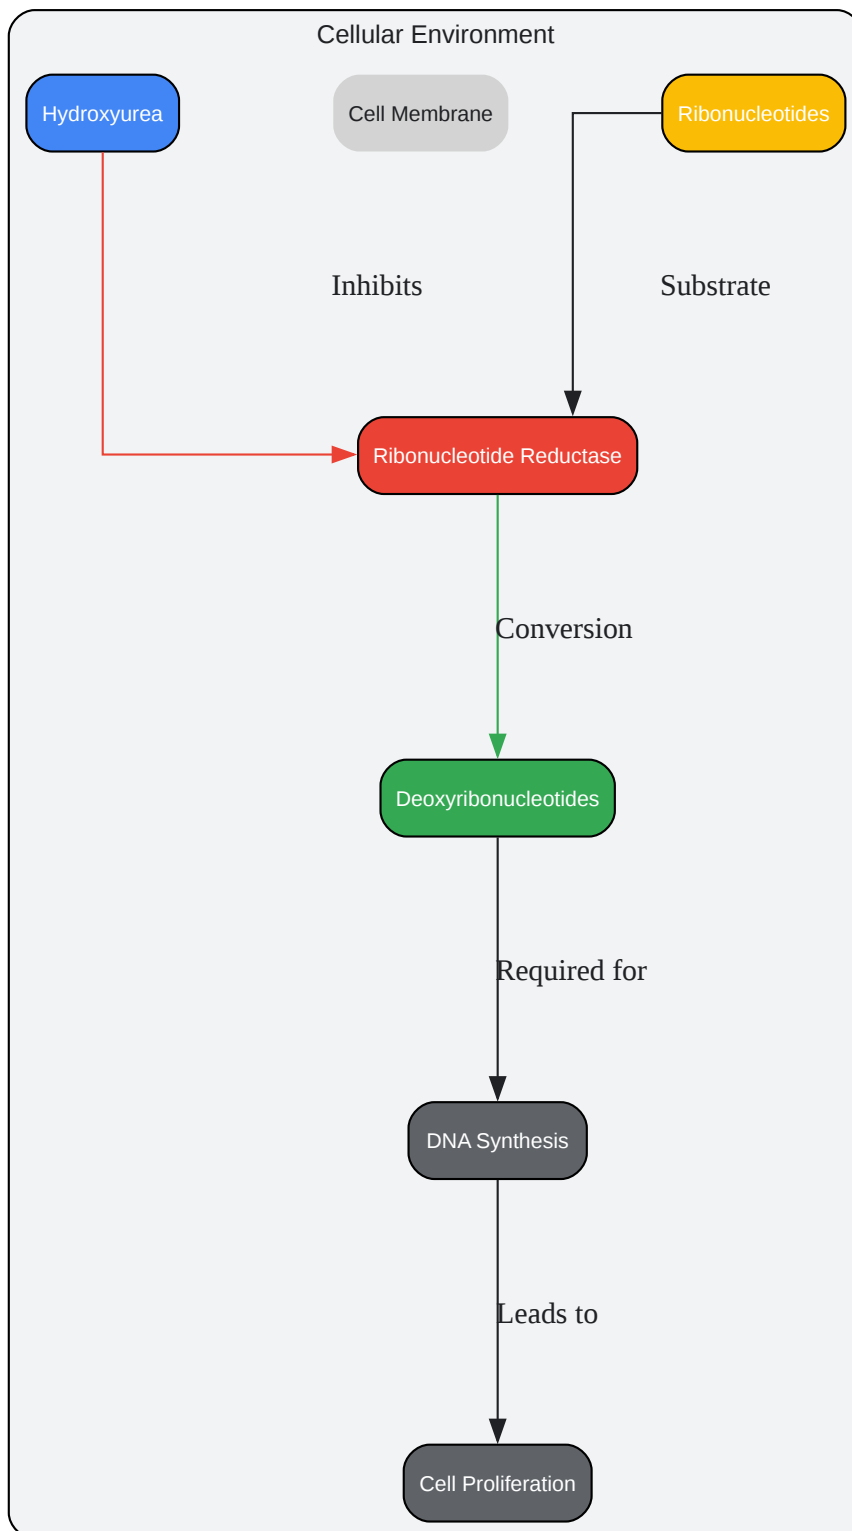 Cellular Environment
Hydroxyurea
Cell Membrane
Ribonucleotides
Inhibits
Substrate
Ribonucleotide Reductase
Conversion
Deoxyribonucleotides
Required for
DNA Synthesis
Leads to
Cell Proliferation